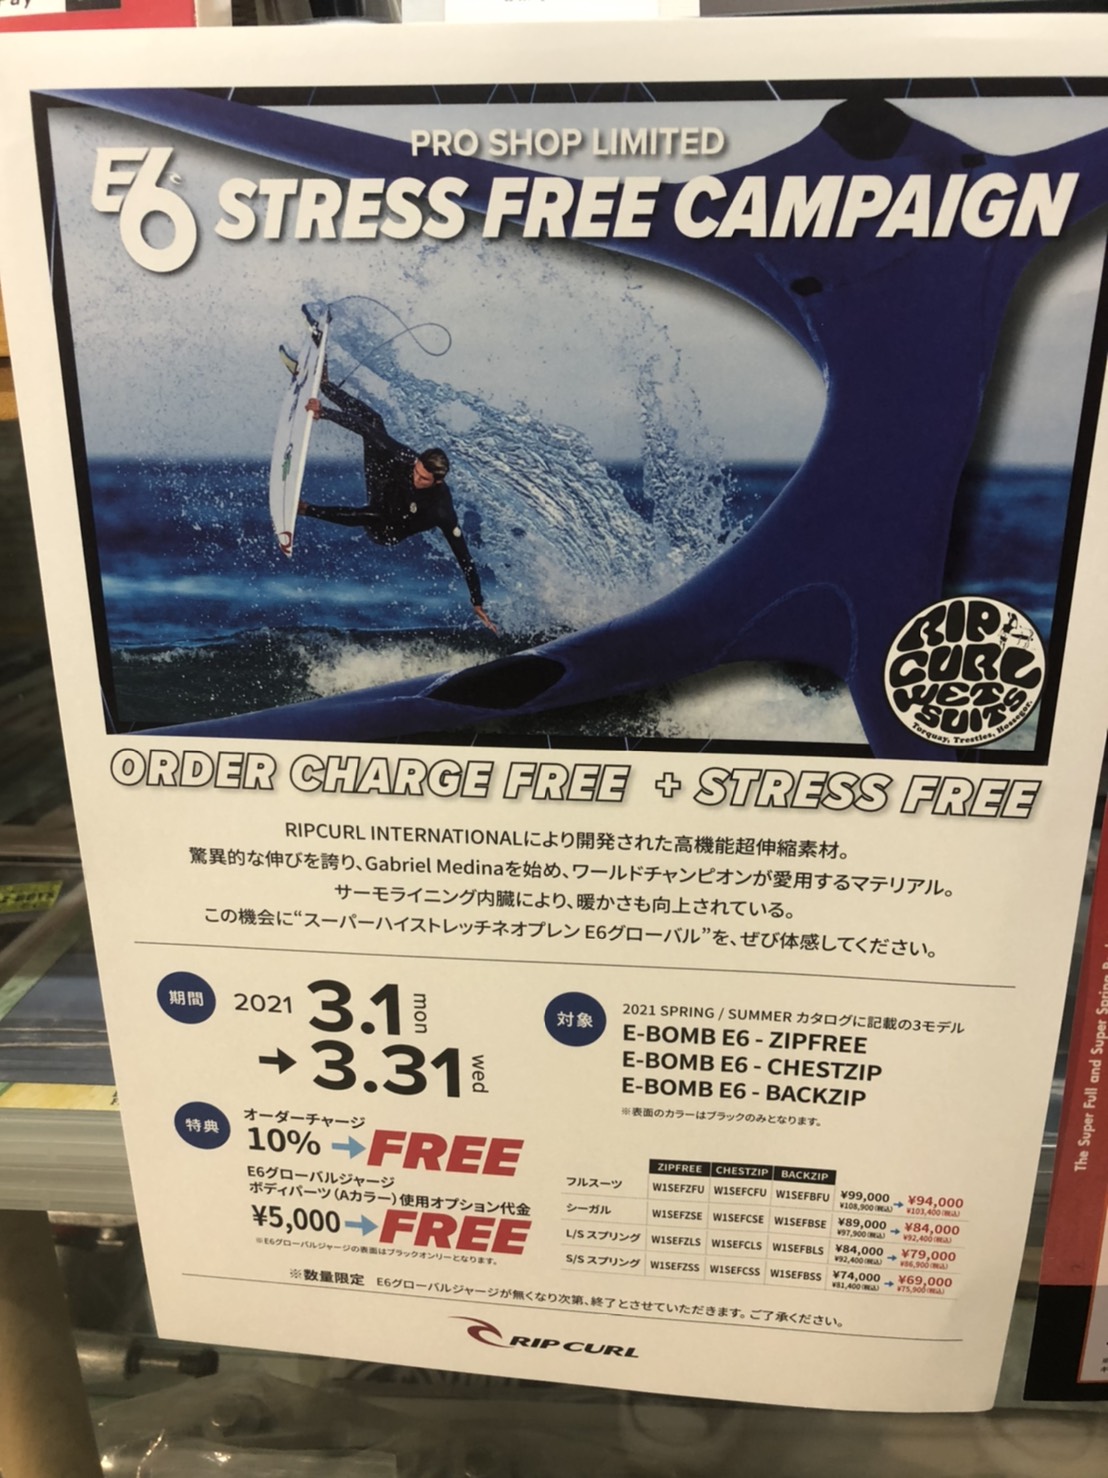 Pay
PRO SHOP LIMITED
E6 STRESS FREE CAMPAIGN
RIP CURL WETSUITS
Torquay, Trestles, Hossegor.
ORDER CHARGE FREE + STRESS FREE
RIPCURL INTERNATIONALにより開発された高機能超伸縮素材。
驚異的な伸びを誇り、Gabriel Medinaを始め、ワールドチャンピオンが愛用するマテリアル。
サーモライニング内臓により、暖かさも向上されている。
この機会に“スーパーハイストレッチネオプレン E6グローバル”を、ぜひ体感してください。
期間 2021 3.1 mon
→ 3.31 wed
対象 2021 SPRING / SUMMER カタログに記載の3モデル
E-BOMB E6 - ZIPFREE
E-BOMB E6 - CHESTZIP
E-BOMB E6 - BACKZIP
※表面のカラーはブラックのみとなります。
特典 オーダーチャージ
10% → FREE
E6グローバルジャージ
ボディパーツ（Aカラー）使用オプション代金
¥5,000 → FREE
※E6グローバルジャージの表面はブラックオンリーとなります。
ZIPFREE CHESTZIP BACKZIP
フルスーツ W1SEFZFU W1SEFCFU W1SEFBFU ¥99,000 → ¥94,000
¥108,900(税込) ¥103,400(税込)
シーガル W1SEFZSE W1SEFCSE W1SEFBSE ¥89,000 → ¥84,000
¥97,900(税込) ¥92,400(税込)
L/S スプリング W1SEFZLS W1SEFCLS W1SEFBLS ¥84,000 → ¥79,000
¥92,400(税込) ¥86,900(税込)
S/S スプリング W1SEFZSS W1SEFCSS W1SEFBSS ¥74,000 → ¥69,000
¥81,400(税込) ¥75,900(税込)
※数量限定 E6グローバルジャージが無くなり次第、終了とさせていただきます。ご了承ください。
RIP CURL
The Super Full and Super Spring